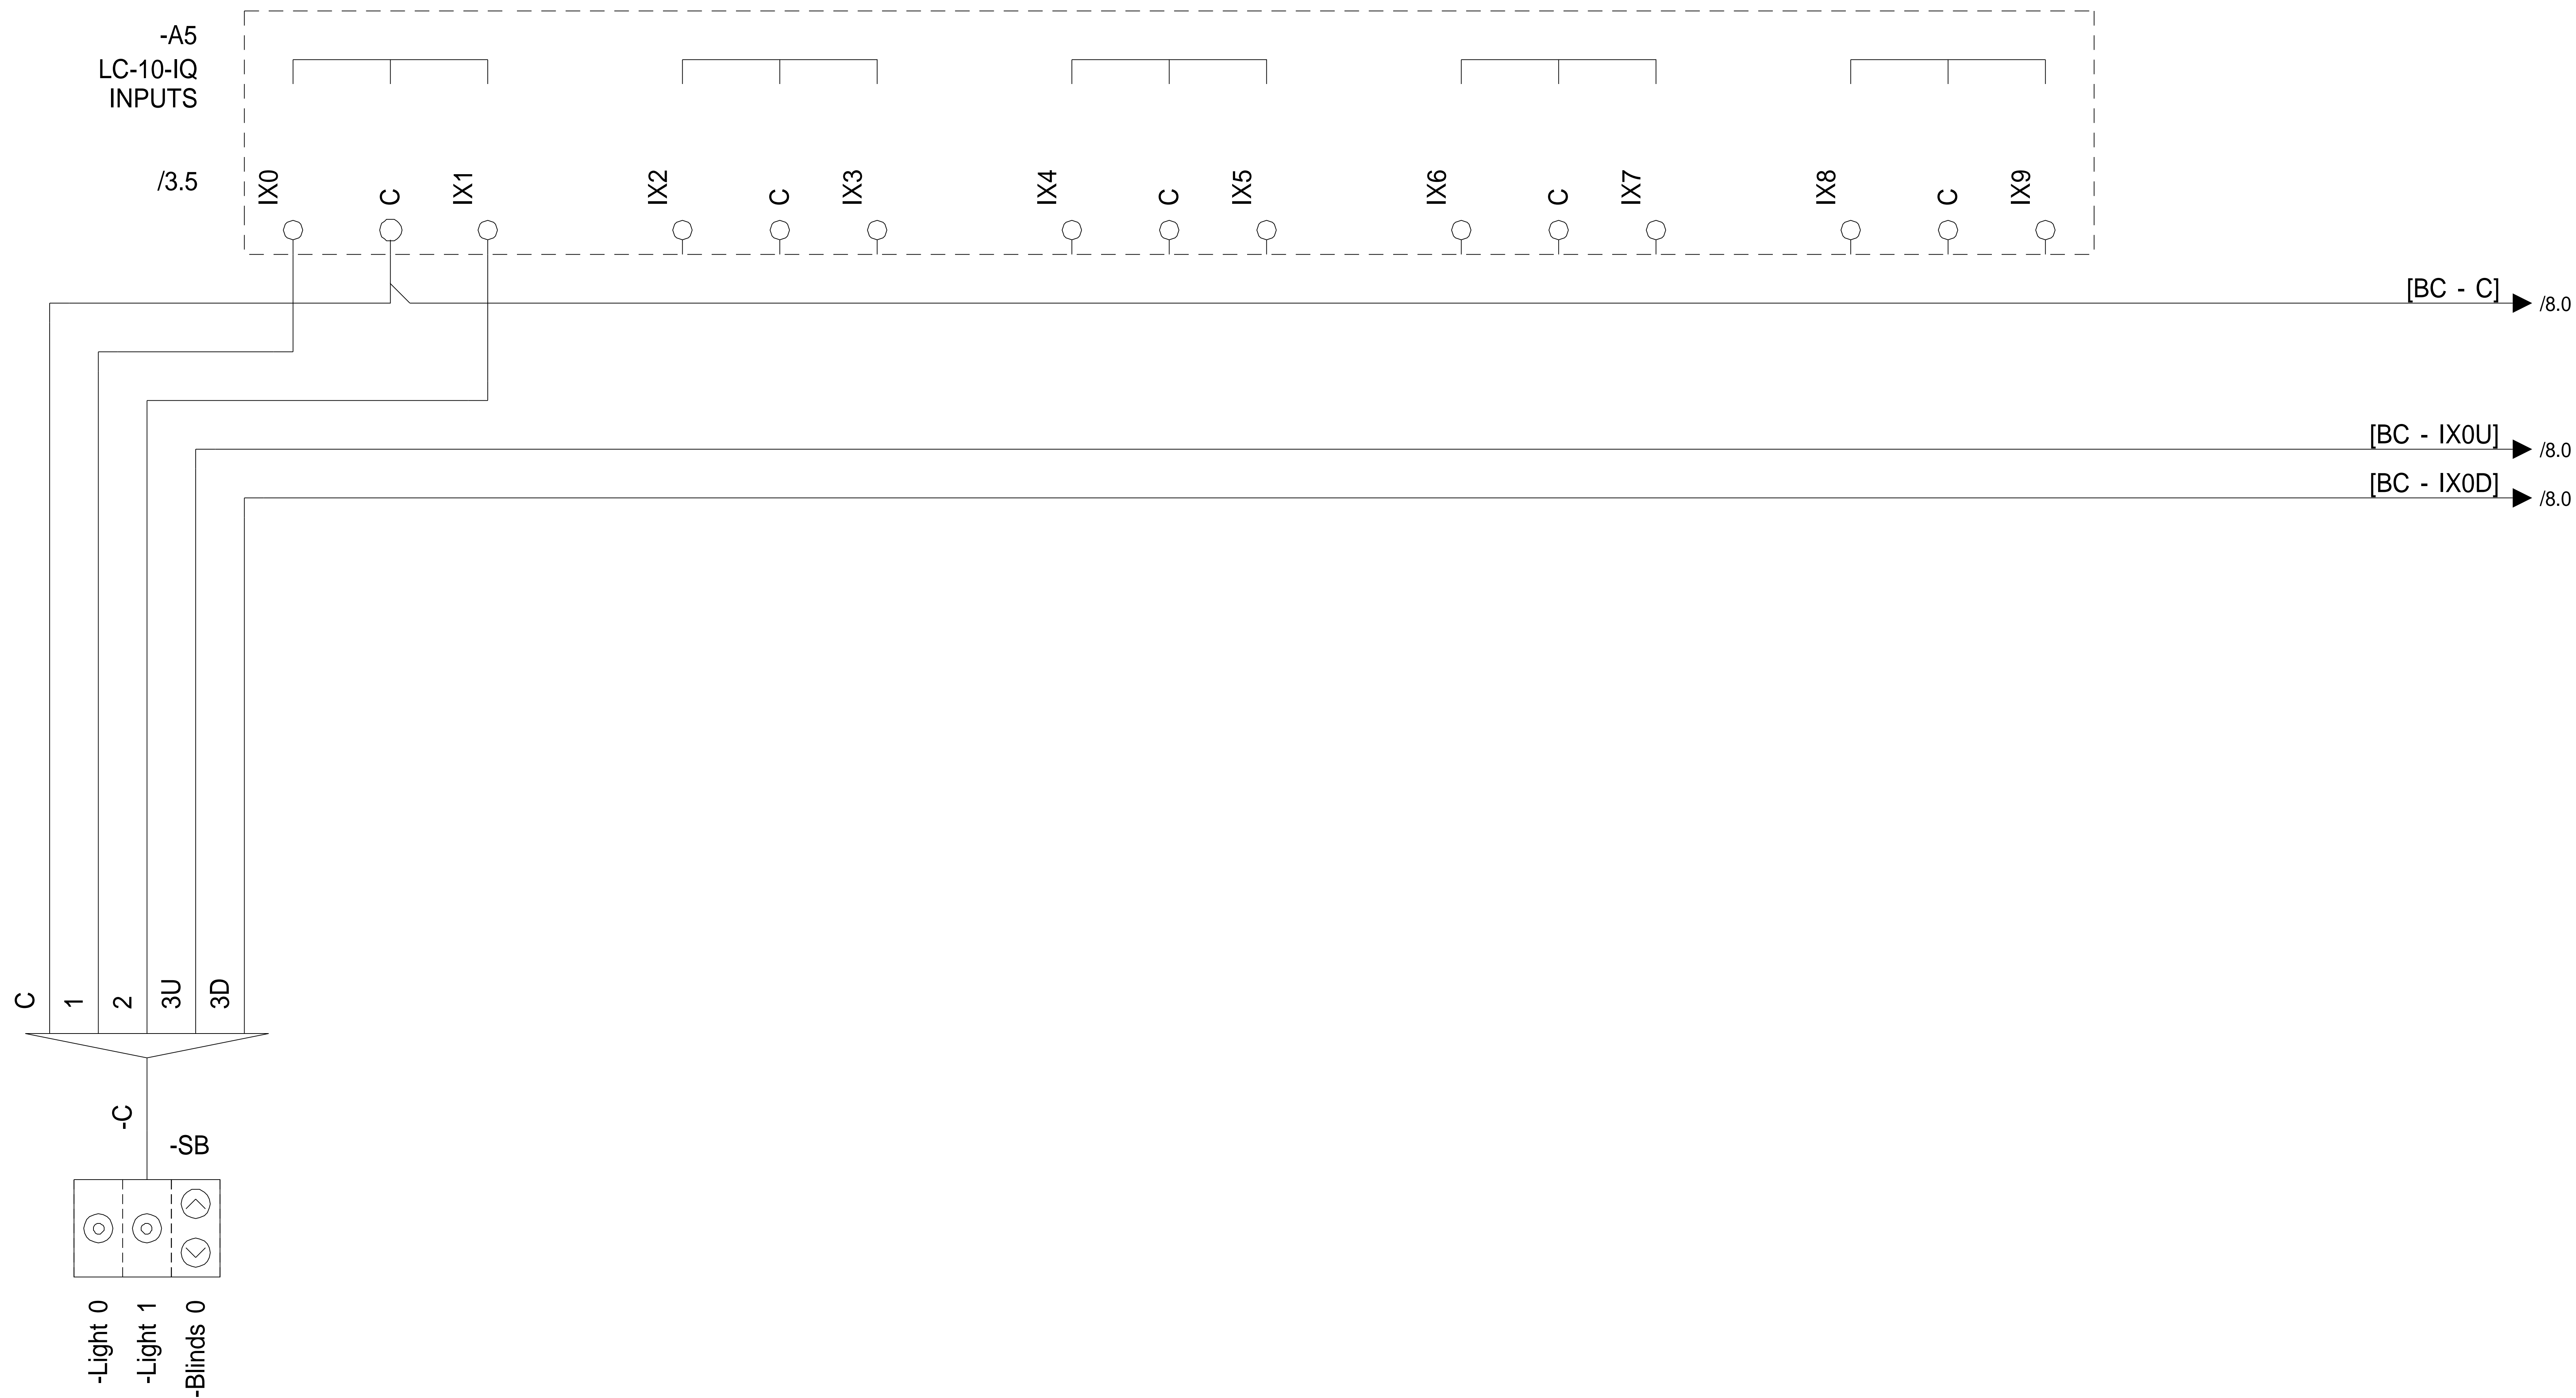 -A5
LC-10-IQ
INPUTS
/3.5
IX0
C
IX1
IX2
C
IX3
IX4
C
IX5
IX6
C
IX7
IX8
C
IX9
[BC - C]
/8.0
[BC - IX0U]
/8.0
[BC - IX0D]
/8.0
C
1
2
3U
3D
-C
-SB
-Light 0
-Light 1
-Blinds 0